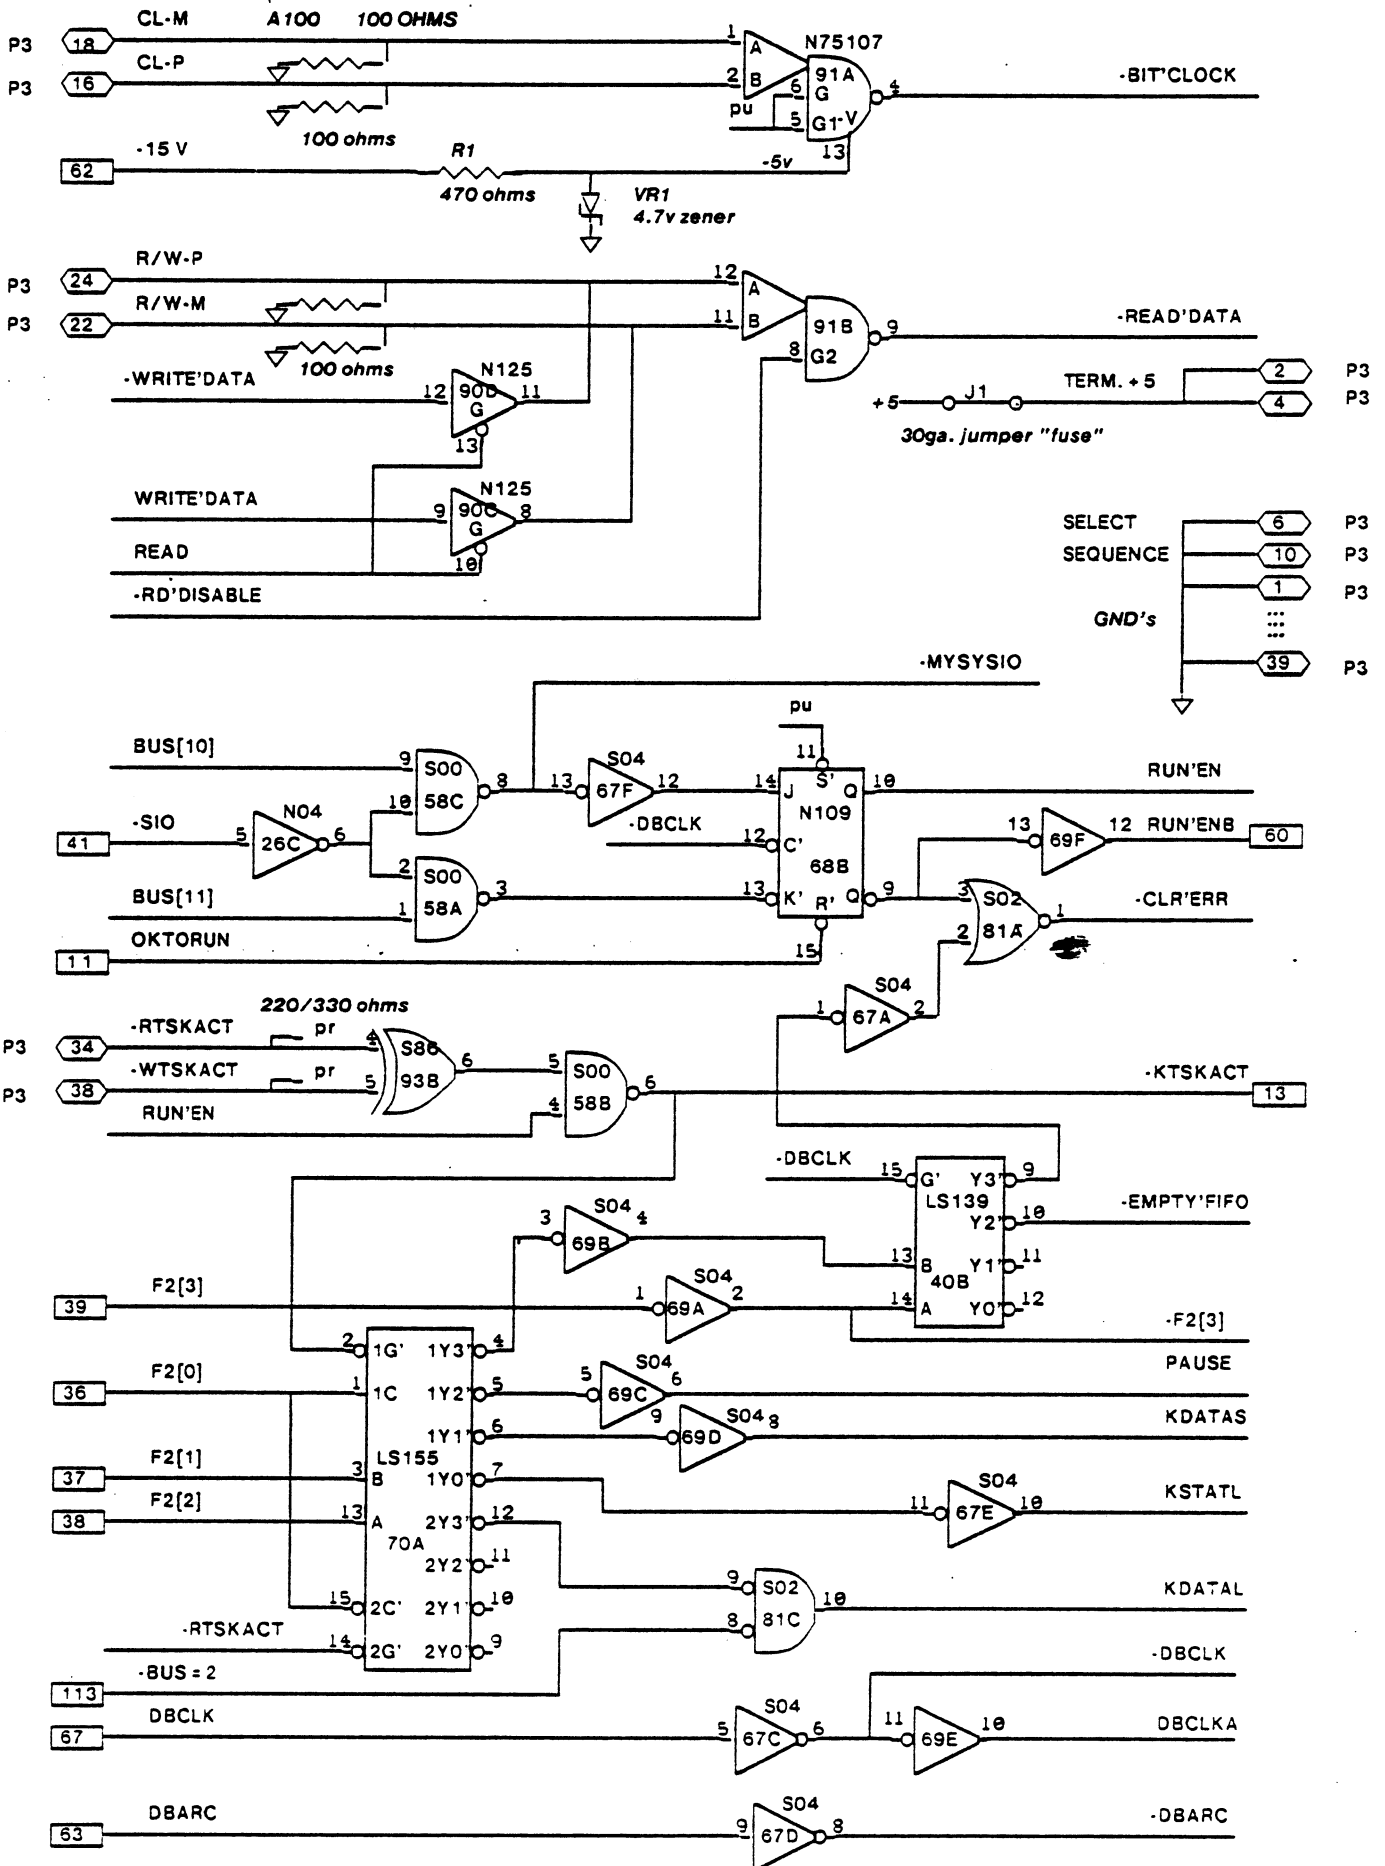 CL-M A100 100 OHMS
P3 18 1 A N75107
CL-P
P3 16 2 B 91A 6 G 4 -BIT'CLOCK
pu 5 G1 -V
100 ohms 13
-15 V R1 -5v
62
470 ohms VR1
4.7v zener
R/W-P
P3 24 12 A
R/W-M
P3 22 11 B 91B 9 -READ'DATA
8 G2
100 ohms
-WRITE'DATA 12 N125 90D G 11
13
TERM. +5 2 P3
+5 J1 4 P3
30ga. jumper "fuse"
WRITE'DATA 9 N125 90C G 8
READ 10
-RD'DISABLE
SELECT 6 P3
SEQUENCE 10 P3
1 P3
GND's
39 P3
-MYSYSIO
pu
BUS[10] 9 S00 58C 8 13 S04 67F 12 14 J 11 S' Q 10 RUN'EN
10
-SIO N04
41 5 26C 6
-DBCLK 12 C' N109 68B
13 69F 12 RUN'ENB 60
2 S00 58A 3 13 K' Q 9 3 S02 81A 1 -CLR'ERR
BUS[11] 1
R' 2
OKTORUN
11 15
S04
1 67A 2
220/330 ohms
-RTSKACT pr
P3 34 4 S86 93B 6 5 S00 58B 6 -KTSKACT 13
-WTSKACT pr
P3 38 5
RUN'EN 4
-DBCLK 15 G' Y3' 9
LS139
Y2' 10 -EMPTY'FIFO
S04
3 69B 4 13 B Y1' 11
40B
F2[3] S04
39 1 69A 2 14 A Y0' 12
-F2[3]
2 1G' 1Y3' 4
PAUSE
F2[0] S04
36 1 1C 1Y2' 5 5 69C 6
KDATAS
1Y1' 6 9 69D S04 8
LS155
F2[1]
37 3 B 1Y0' 7
S04
11 67E 10 KSTATL
F2[2]
38 13 A 2Y3' 12
70A
2Y2' 11
9 S02 81C 10 KDATAL
15 2C' 2Y1' 10
8
-RTSKACT 14 2G' 2Y0' 9
-BUS = 2
113
-DBCLK
DBCLK S04
67 5 67C 6 11 69E 10 DBCLKA
DBARC S04
63 9 67D 8 -DBARC